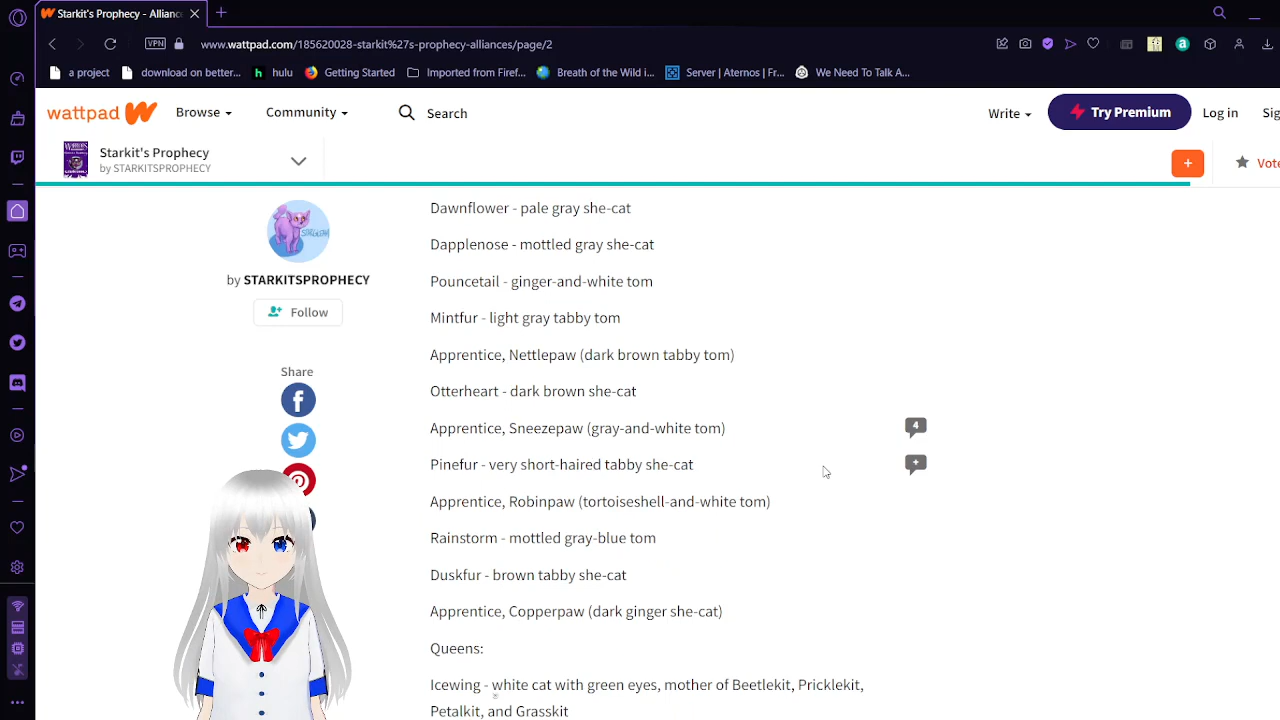 Starkit's Prophecy - Alliance
www.wattpad.com/185620028-starkit%27s-prophecy-alliances/page/2
VPN
a project
download on better...
hulu
Getting Started
Imported from Firef...
Breath of the Wild i...
Server | Aternos | Fr...
We Need To Talk A...
wattpad
Browse
Community
Search
Write
Try Premium
Log in
Sig
Starkit's Prophecy
by STARKITSPROPHECY
+
Vote
by STARKITSPROPHECY
Follow
Share
Dawnflower - pale gray she-cat
Dapplenose - mottled gray she-cat
Pouncetail - ginger-and-white tom
Mintfur - light gray tabby tom
Apprentice, Nettlepaw (dark brown tabby tom)
Otterheart - dark brown she-cat
Apprentice, Sneezepaw (gray-and-white tom)
4
Pinefur - very short-haired tabby she-cat
+
Apprentice, Robinpaw (tortoiseshell-and-white tom)
Rainstorm - mottled gray-blue tom
Duskfur - brown tabby she-cat
Apprentice, Copperpaw (dark ginger she-cat)
Queens:
Icewing - white cat with green eyes, mother of Beetlekit, Pricklekit,
Petalkit, and Grasskit